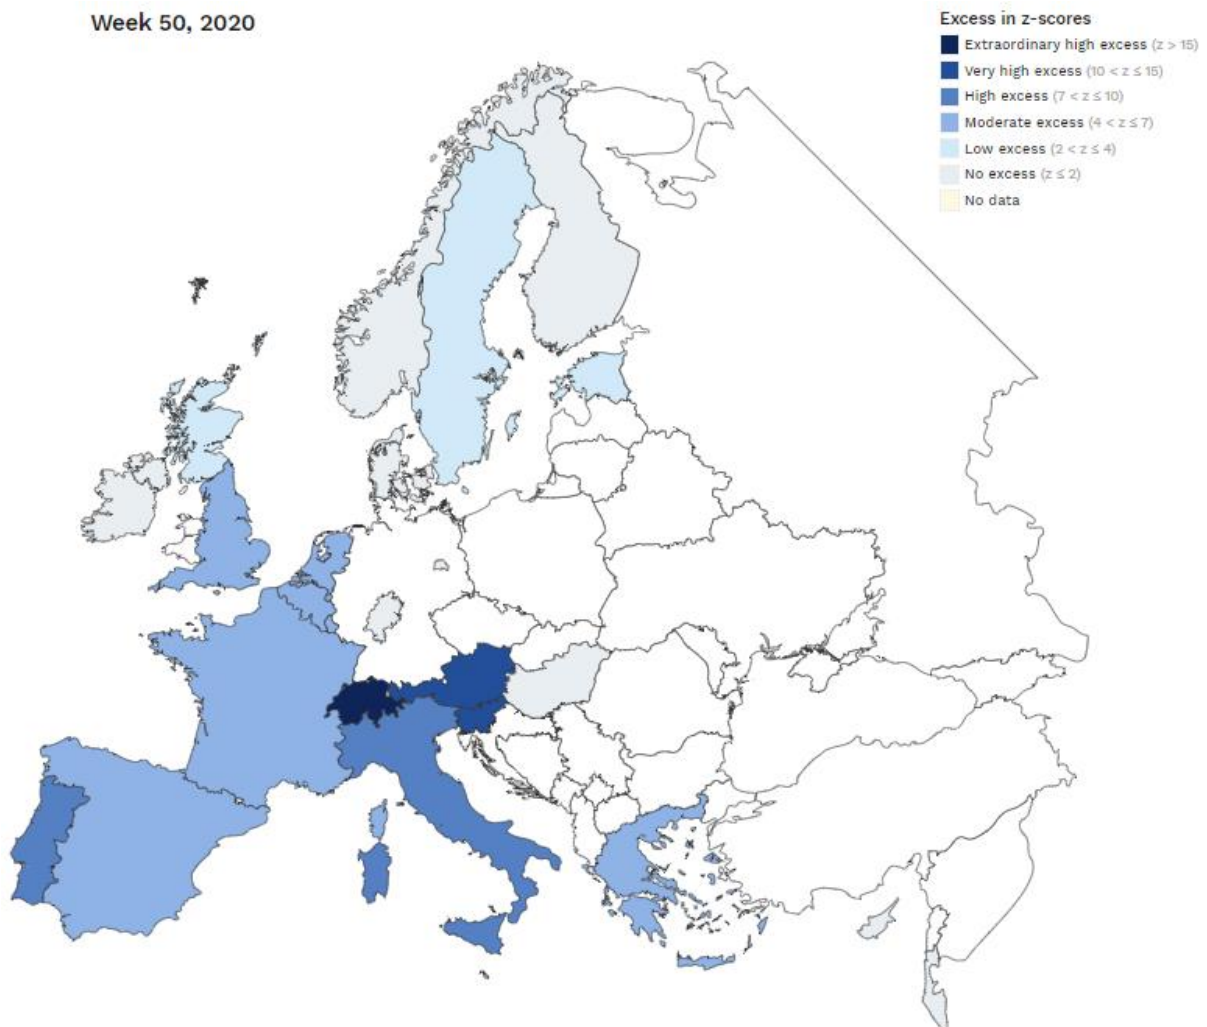 Week 50, 2020
Excess in z-scores
Extraordinary high excess (z > 15)
Very high excess (10 < z ≤ 15)
High excess (7 < z ≤ 10)
Moderate excess (4 < z ≤ 7)
Low excess (2 < z ≤ 4)
No excess (z ≤ 2)
No data